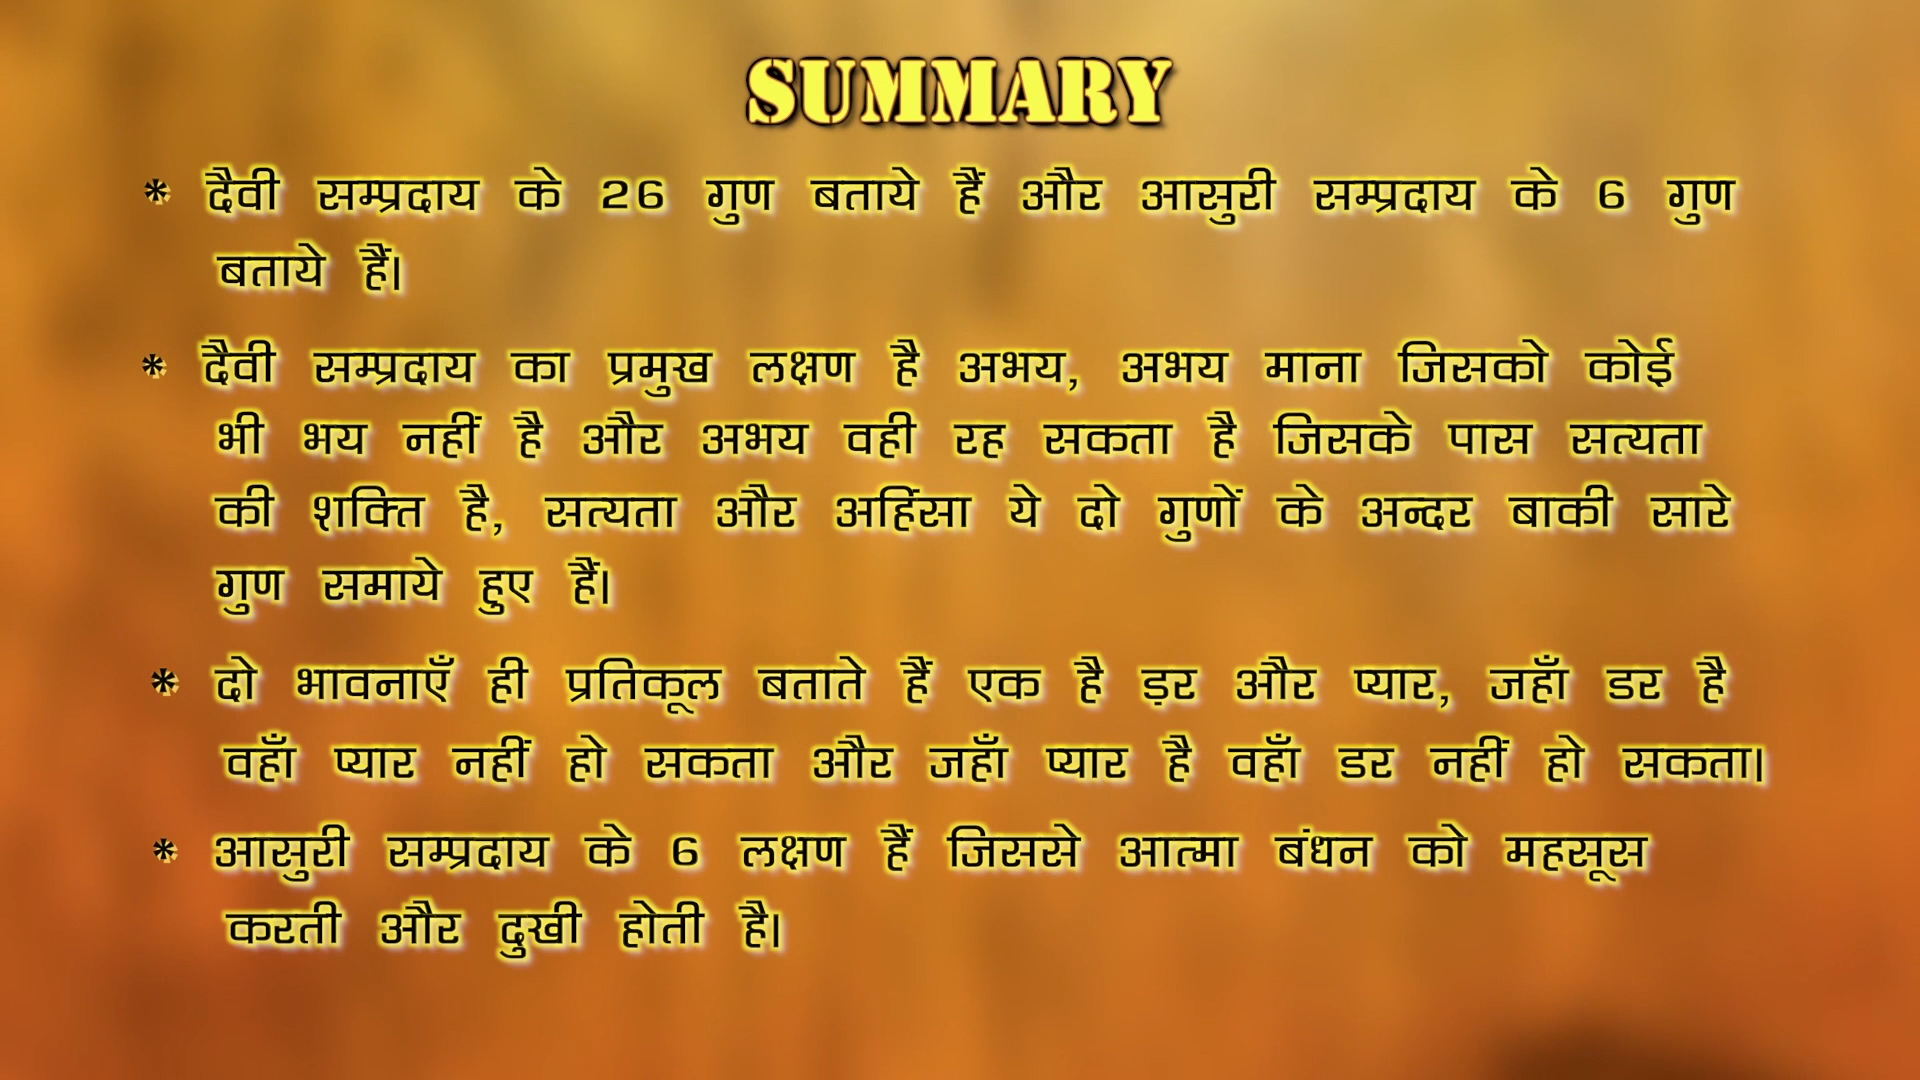 SUMMARY
* दैवी सम्प्रदाय के 26 गुण बताये हैं और आसुरी सम्प्रदाय के 6 गुण
बताये हैं।
* दैवी सम्प्रदाय का प्रमुख लक्षण है अभय, अभय माना जिसको कोई
भी भय नहीं है और अभय वही रह सकता है जिसके पास सत्यता
की शक्ति है, सत्यता और अहिंसा ये दो गुणों के अन्दर बाकी सारे
गुण समाये हुए हैं।
* दो भावनाएँ ही प्रतिकूल बताते हैं एक है ड़र और प्यार, जहाँ डर है
वहाँ प्यार नहीं हो सकता और जहाँ प्यार है वहाँ डर नहीं हो सकता।
* आसुरी सम्प्रदाय के 6 लक्षण हैं जिससे आत्मा बंधन को महसूस
करती और दुखी होती है।